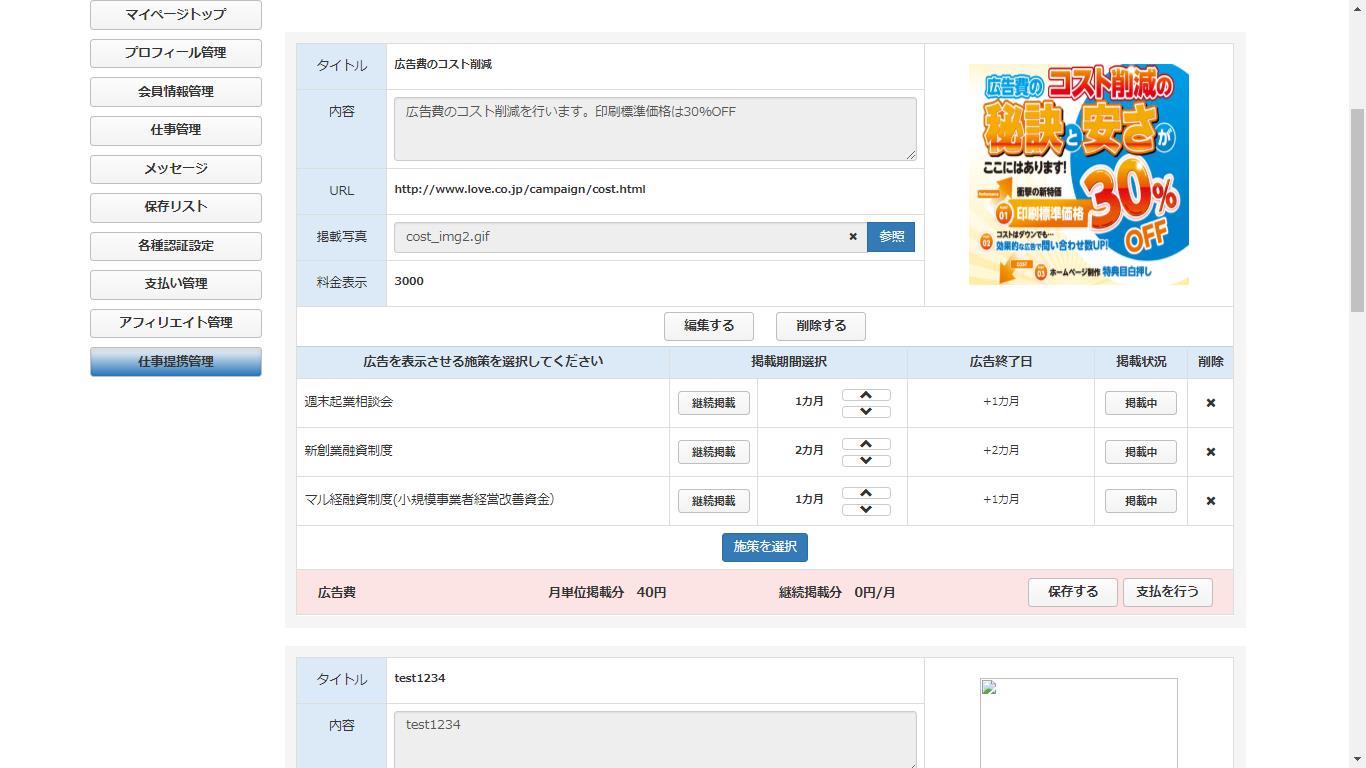 マイページトップ
プロフィール管理
会員情報管理
仕事管理
メッセージ
保存リスト
各種認証設定
支払い管理
アフィリエイト管理
仕事提携管理
タイトル 広告費のコスト削減
内容 広告費のコスト削減を行います。印刷標準価格は30%OFF
URL http://www.love.co.jp/campaign/cost.html
掲載写真 cost_img2.gif × 参照
料金表示 3000
広告費の コスト削減の
秘訣と安さが
ここにはあります!
Performance 衝撃の新特価
01 印刷標準価格 30%OFF
コストはダウンでも…
02 効果的な広告で問い合わせ数UP!
COST
03 ホームページ制作 特典目白押し
編集する 削除する
広告を表示させる施策を選択してください 掲載期間選択 広告終了日 掲載状況 削除
週末起業相談会 継続掲載 1カ月 +1カ月 掲載中 ×
新創業融資制度 継続掲載 2カ月 +2カ月 掲載中 ×
マル経融資制度(小規模事業者経営改善資金) 継続掲載 1カ月 +1カ月 掲載中 ×
施策を選択
広告費 月単位掲載分 40円 継続掲載分 0円/月 保存する 支払を行う
タイトル test1234
内容 test1234